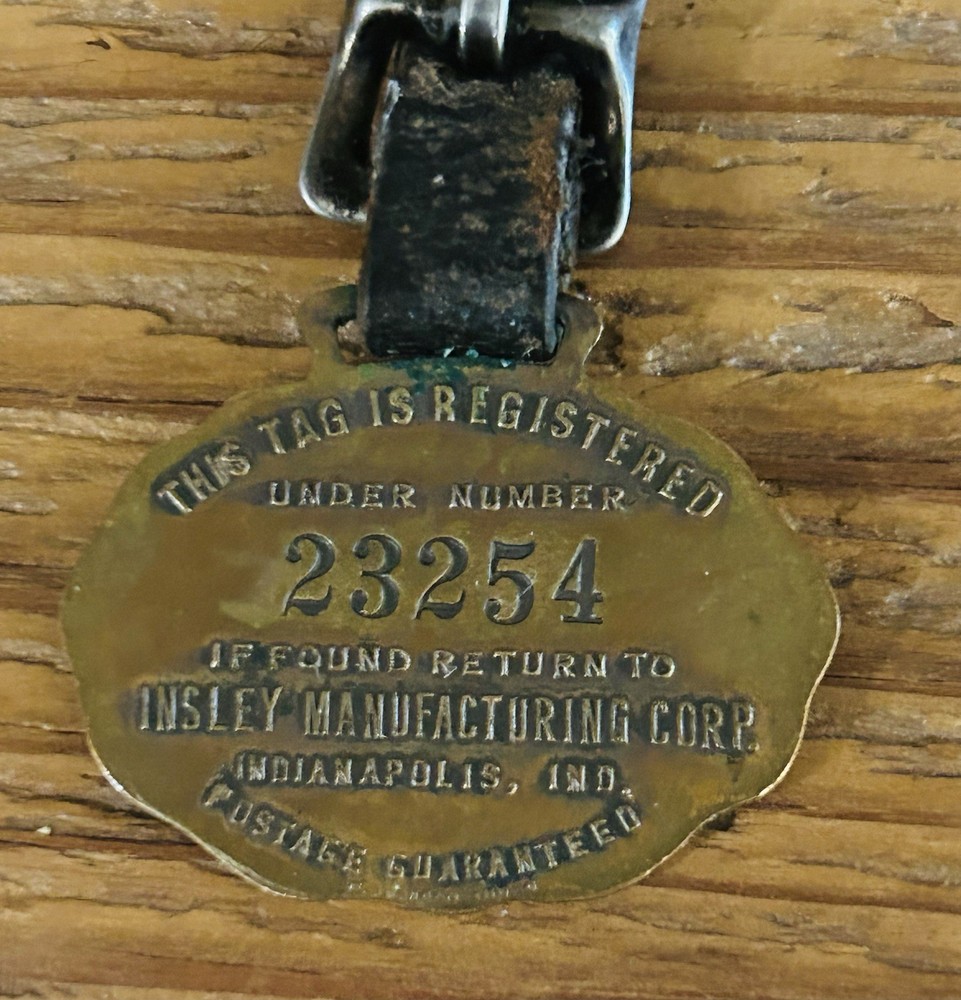 THIS TAG IS REGISTERED
UNDER NUMBER
23254
IF FOUND RETURN TO
INSLEY MANUFACTURING CORP.
INDIANAPOLIS, IND.
POSTAGE GUARANTEED